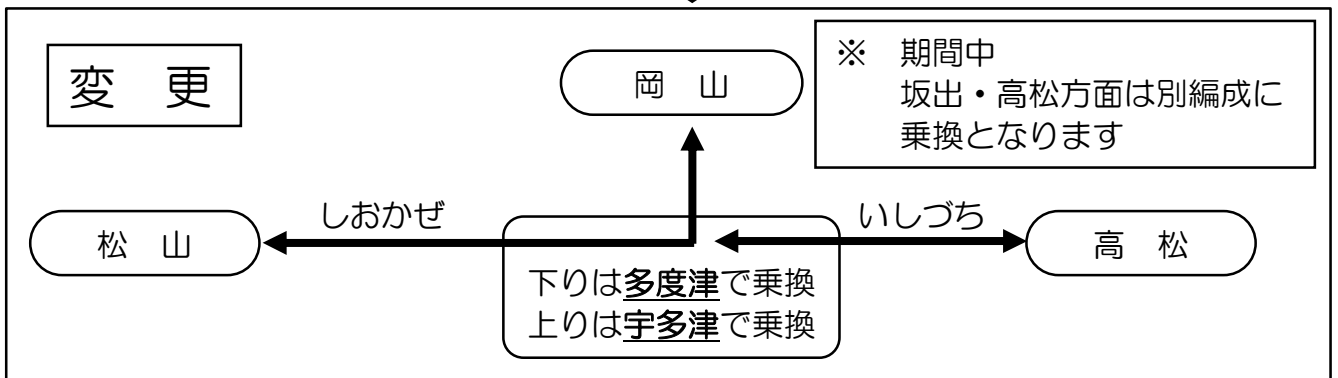 変 更
岡 山
※ 期間中
坂出・高松方面は別編成に
乗換となります
しおかぜ
いしづち
松 山
高 松
下りは多度津で乗換
上りは宇多津で乗換